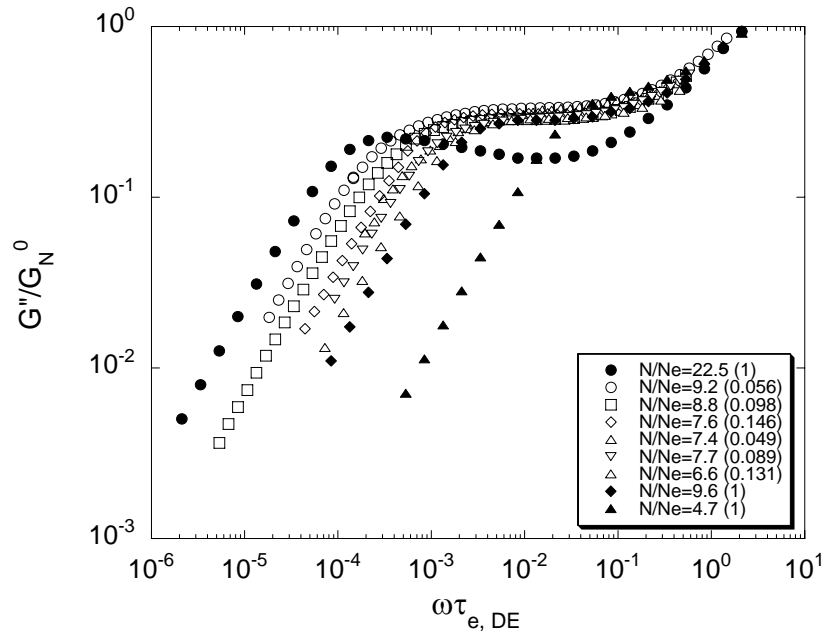 10^0
10^-1
10^-2
10^-3
G"/G_N^0
N/Ne=22.5 (1)
N/Ne=9.2 (0.056)
N/Ne=8.8 (0.098)
N/Ne=7.6 (0.146)
N/Ne=7.4 (0.049)
N/Ne=7.7 (0.089)
N/Ne=6.6 (0.131)
N/Ne=9.6 (1)
N/Ne=4.7 (1)
10^-6 10^-5 10^-4 10^-3 10^-2 10^-1 10^0 10^1
ωτ_e, DE